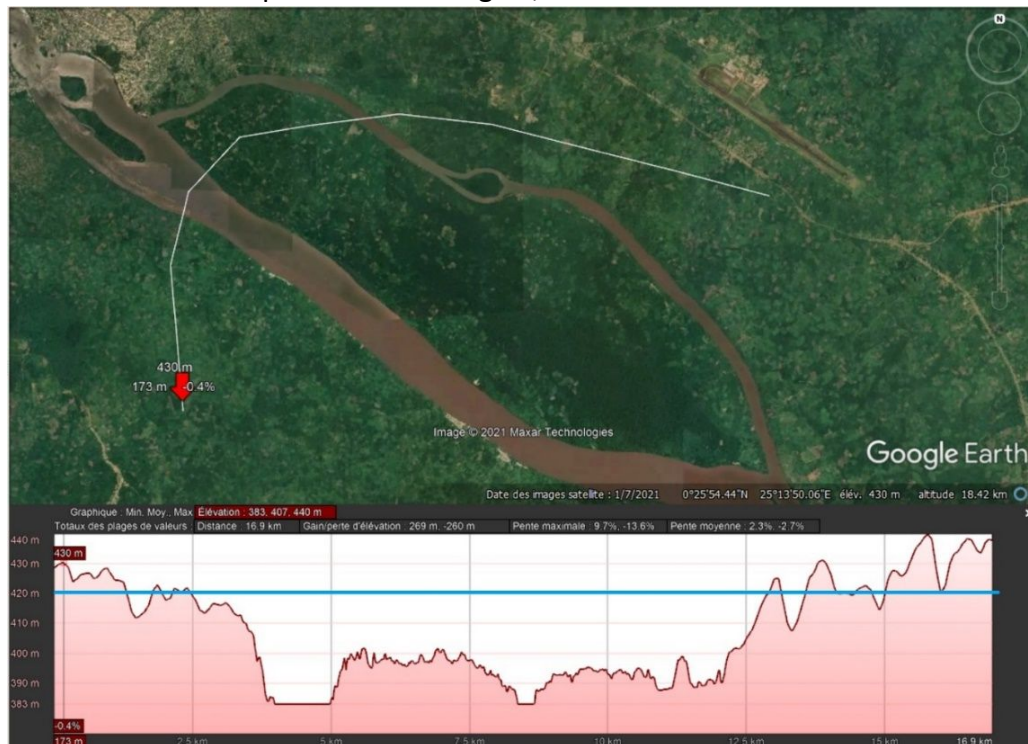 N
430 m
173 m -0.4%
Image © 2021 Maxar Technologies
Google Earth
Date des images satellite : 1/7/2021 0°25'54.44"N 25°13'50.06"E élév. 430 m altitude 18.42 km
Graphique : Min, Moy., Max Élévation : 383, 407, 440 m
Totaux des plages de valeurs : Distance : 16.9 km Gain/perte d'élévation : 269 m, -260 m Pente maximale : 9.7%, -13.6% Pente moyenne : 2.3%, -2.7%
440 m
430 m
430 m
420 m
410 m
400 m
390 m
383 m
-0.4%
173 m 2.5 km 5 km 7.5 km 10 km 12.5 km 15 km 16.9 km